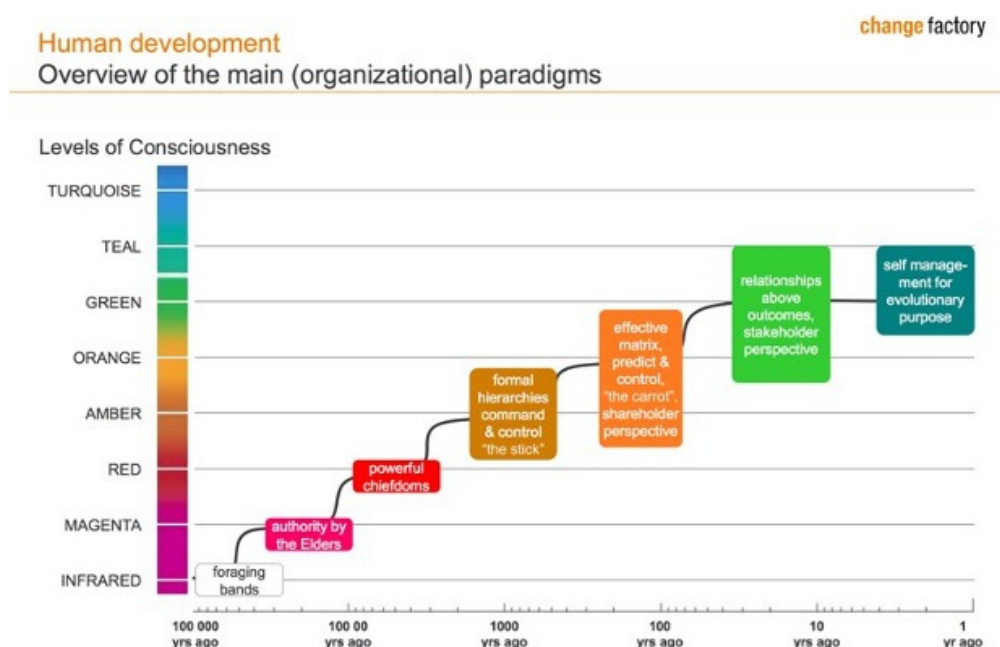 change factory
Human development
Overview of the main (organizational) paradigms
Levels of Consciousness
TURQUOISE
TEAL
GREEN
ORANGE
AMBER
RED
MAGENTA
INFRARED
foraging
bands
authority by
the Elders
powerful
chiefdoms
formal
hierarchies
command
& control
"the stick"
effective
matrix,
predict &
control,
"the carrot",
shareholder
perspective
relationships
above
outcomes,
stakeholder
perspective
self manage-
ment for
evolutionary
purpose
100 000
yrs ago
100 00
yrs ago
1000
yrs ago
100
yrs ago
10
yrs ago
1
yr ago